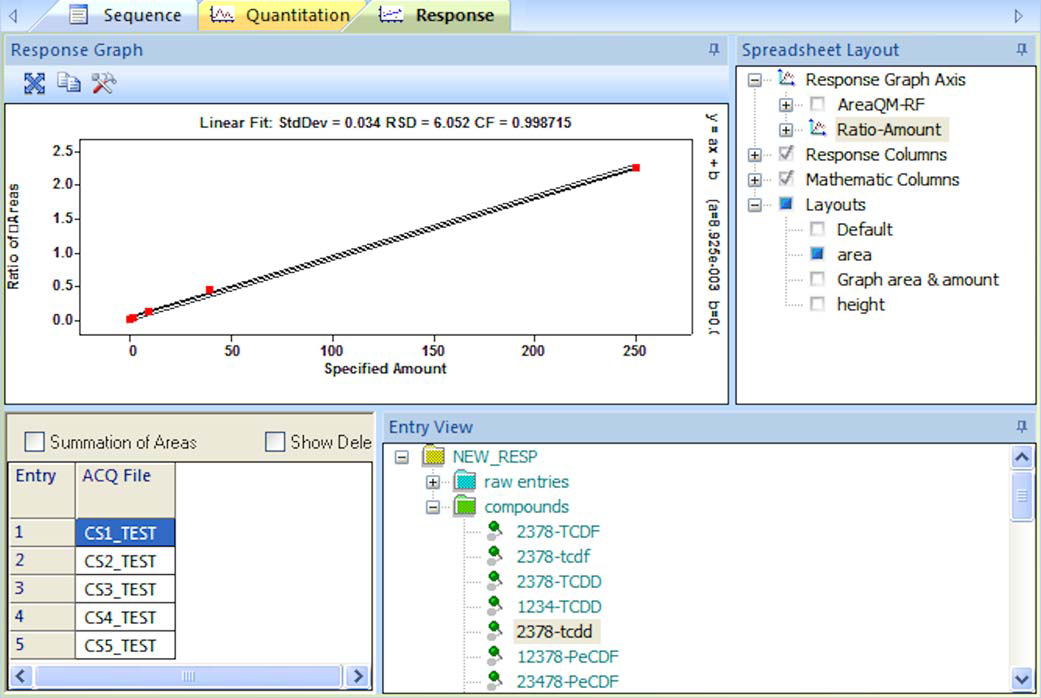 Sequence
Quantitation
Response
Response Graph
Linear Fit: StdDev = 0.034 RSD = 6.052 CF = 0.998715
2.5
2.0
1.5
1.0
0.5
0.0
0 50 100 150 200 250
Specified Amount
Ratio of□Areas
y = ax + b (a=8.925e-003 b=0.(
Spreadsheet Layout
Response Graph Axis
AreaQM-RF
Ratio-Amount
Response Columns
Mathematic Columns
Layouts
Default
area
Graph area & amount
height
Summation of Areas
Show Dele
Entry ACQ File
1 CS1_TEST
2 CS2_TEST
3 CS3_TEST
4 CS4_TEST
5 CS5_TEST
Entry View
NEW_RESP
raw entries
compounds
2378-TCDF
2378-tcdf
2378-TCDD
1234-TCDD
2378-tcdd
12378-PeCDF
23478-PeCDF